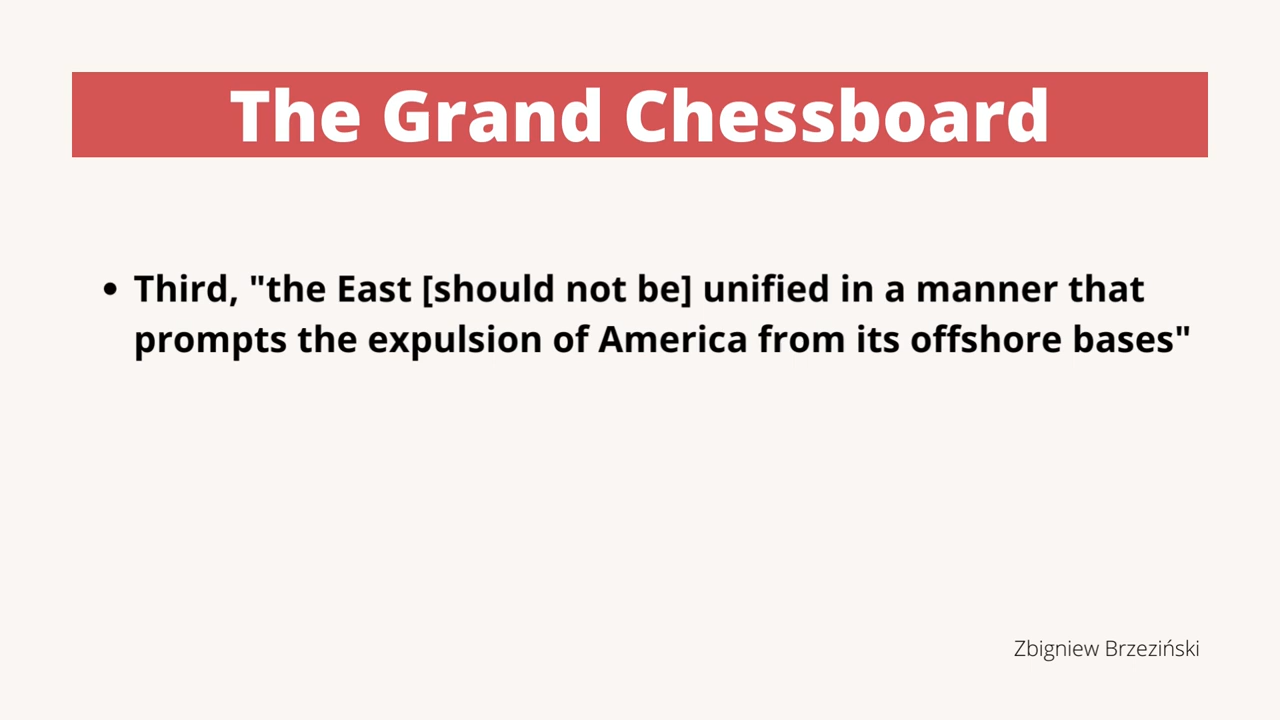 The Grand Chessboard
• Third, "the East [should not be] unified in a manner that
prompts the expulsion of America from its offshore bases"
Zbigniew Brzeziński